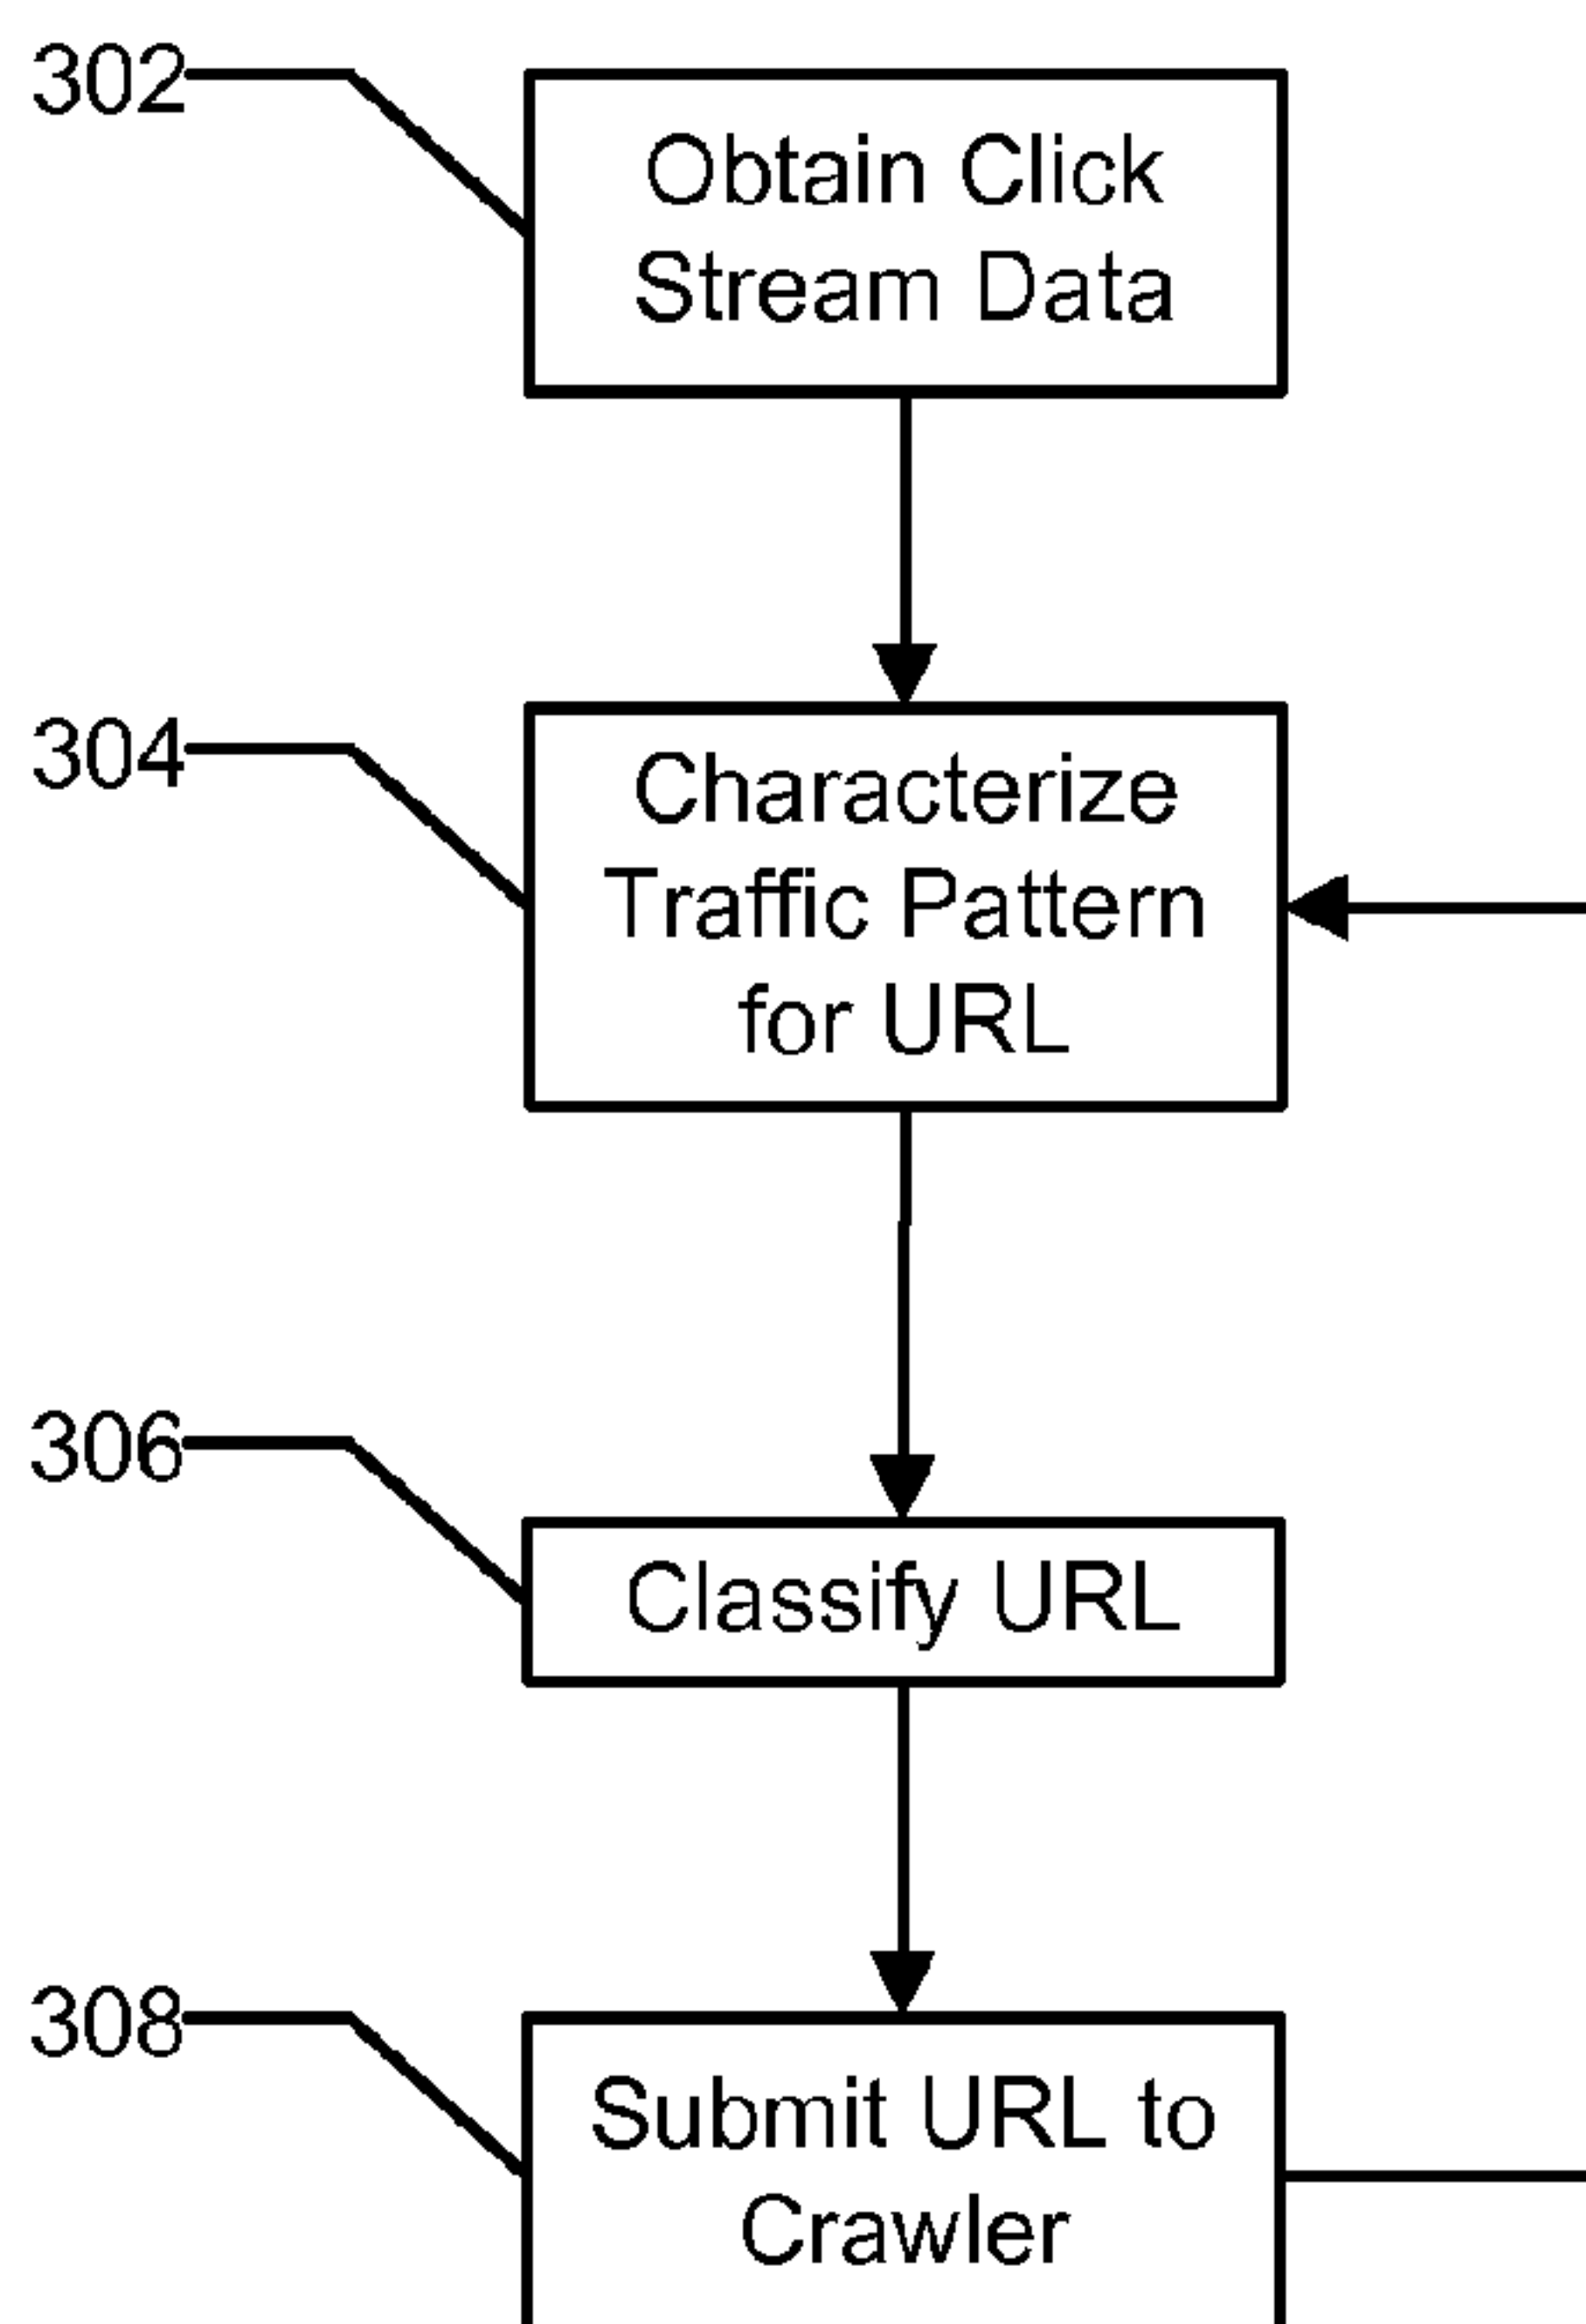 302
Obtain Click
Stream Data
304
Characterize
Traffic Pattern
for URL
306
Classify URL
308
Submit URL to
Crawler